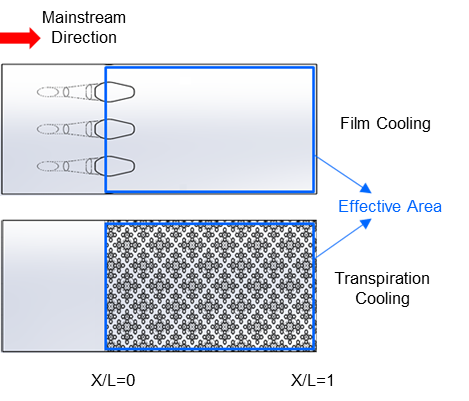 Mainstream
Direction
Film Cooling
Effective Area
Transpiration
Cooling
X/L=0
X/L=1